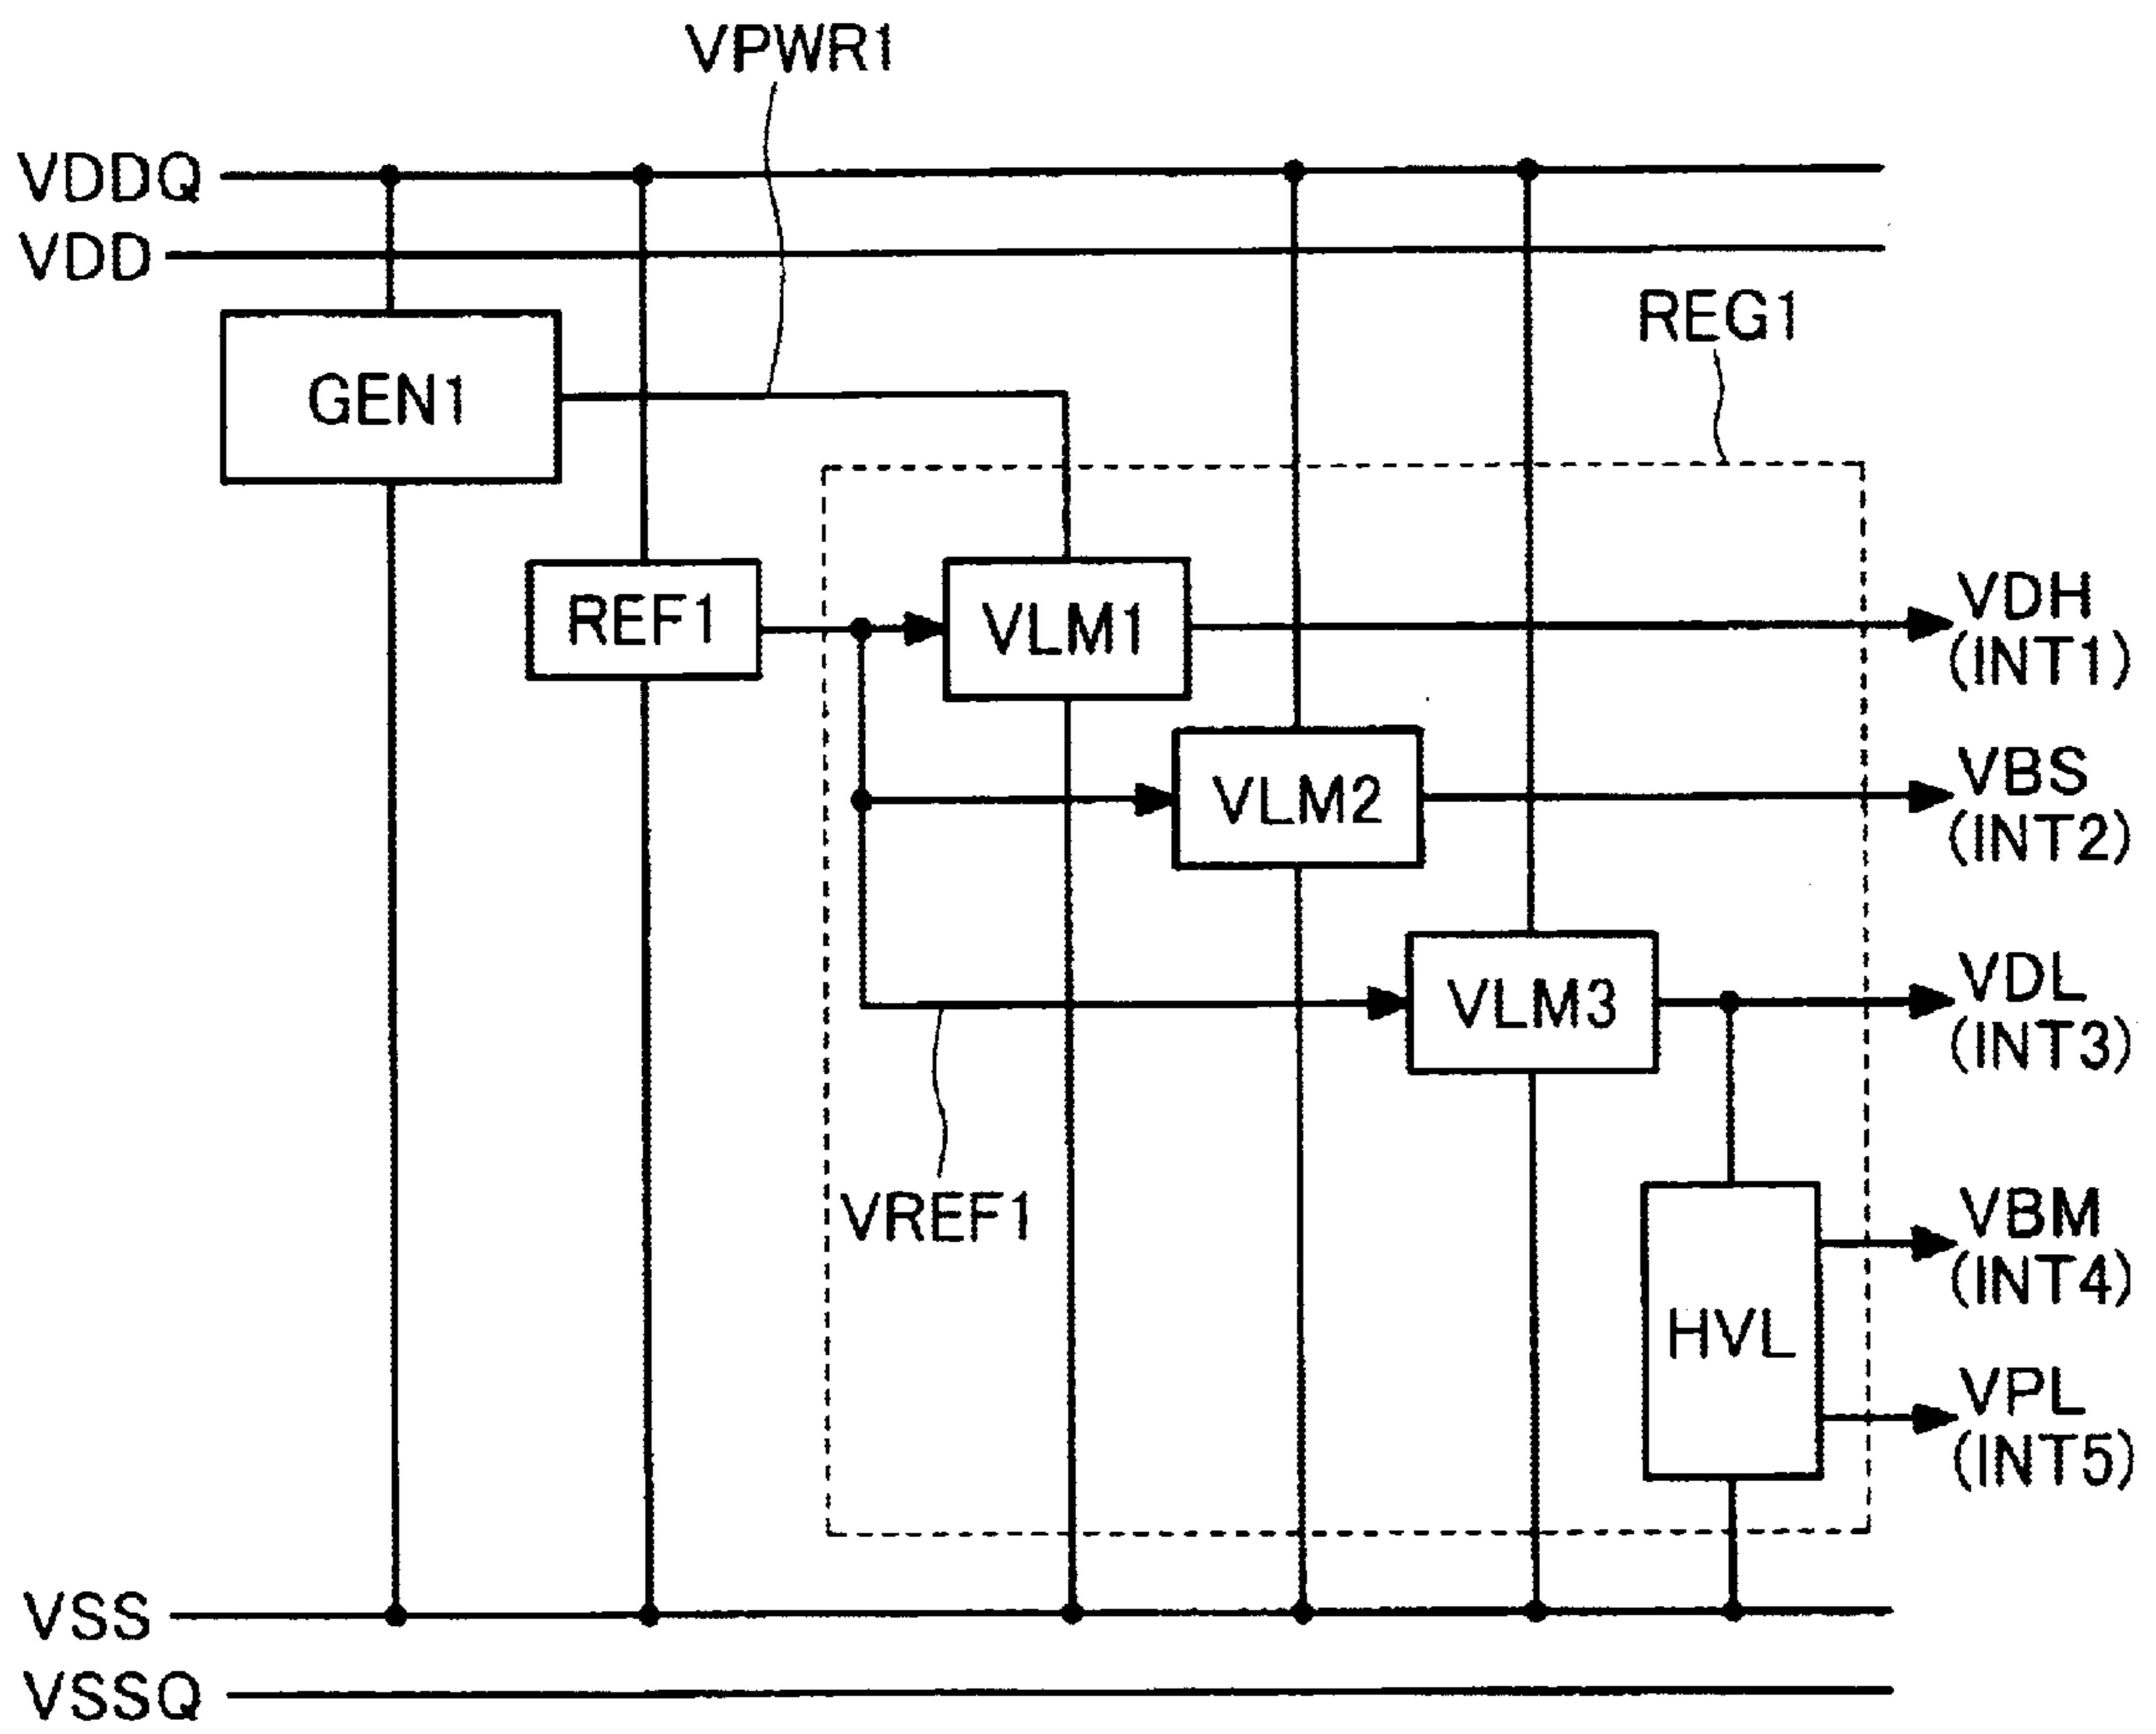 VPWR1
VDDQ
VDD
REG1
GEN1
REF1
VLM1
VDH
(INT1)
VLM2
VBS
(INT2)
VLM3
VDL
(INT3)
VREF1
VBM
(INT4)
HVL
VPL
(INT5)
VSS
VSSQ